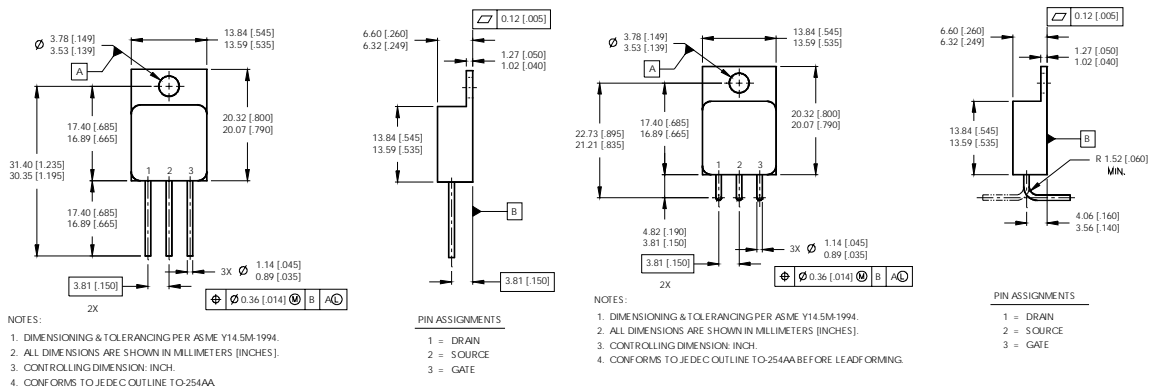 3.78 [.149]
3.53 [.139]
A
13.84 [.545]
13.59 [.535]
17.40 [.685]
16.89 [.665]
31.40 [1.235]
30.35 [1.195]
20.32 [.800]
20.07 [.790]
1 2 3
17.40 [.685]
16.89 [.665]
3X Ø 1.14 [.045]
0.89 [.035]
3.81 [.150]
2X
⌖ Ø 0.36 [.014] Ⓜ B AⓁ
NOTES:
1. DIMENSIONING & TOLERANCING PER ASME Y14.5M-1994.
2. ALL DIMENSIONS ARE SHOWN IN MILLIMETERS [INCHES].
3. CONTROLLING DIMENSION: INCH.
4. CONFORMS TO JEDEC OUTLINE TO-254AA.
0.12 [.005]
6.60 [.260]
6.32 [.249]
1.27 [.050]
1.02 [.040]
13.84 [.545]
13.59 [.535]
B
3.81 [.150]
PIN ASSIGNMENTS
1 = DRAIN
2 = SOURCE
3 = GATE
Ø 3.78 [.149]
3.53 [.139]
A
13.84 [.545]
13.59 [.535]
17.40 [.685]
16.89 [.665]
22.73 [.895]
21.21 [.835]
20.32 [.800]
20.07 [.790]
1 2 3
4.82 [.190]
3.81 [.150]
3X Ø 1.14 [.045]
0.89 [.035]
3.81 [.150]
2X
⌖ Ø 0.36 [.014] Ⓜ B AⓁ
NOTES:
1. DIMENSIONING & TOLERANCING PER ASME Y14.5M-1994.
2. ALL DIMENSIONS ARE SHOWN IN MILLIMETERS [INCHES].
3. CONTROLLING DIMENSION: INCH.
4. CONFORMS TO JEDEC OUTLINE TO-254AA BEFORE LEADFORMING.
0.12 [.005]
6.60 [.260]
6.32 [.249]
1.27 [.050]
1.02 [.040]
13.84 [.545]
13.59 [.535]
B
R 1.52 [.060]
MIN.
4.06 [.160]
3.56 [.140]
PIN ASSIGNMENTS
1 = DRAIN
2 = SOURCE
3 = GATE